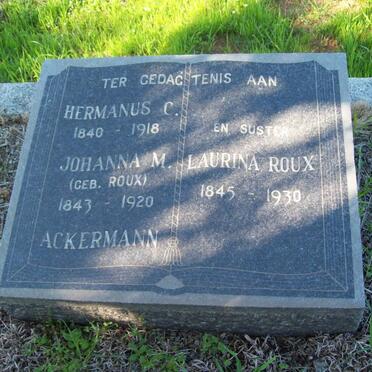 TER GEDAGTENIS AAN
HERMANUS C.
1840 - 1918
JOHANNA M.
(GEB. ROUX)
1843 - 1920
ACKERMANN
EN SUSTER
LAURINA ROUX
1845 - 1930